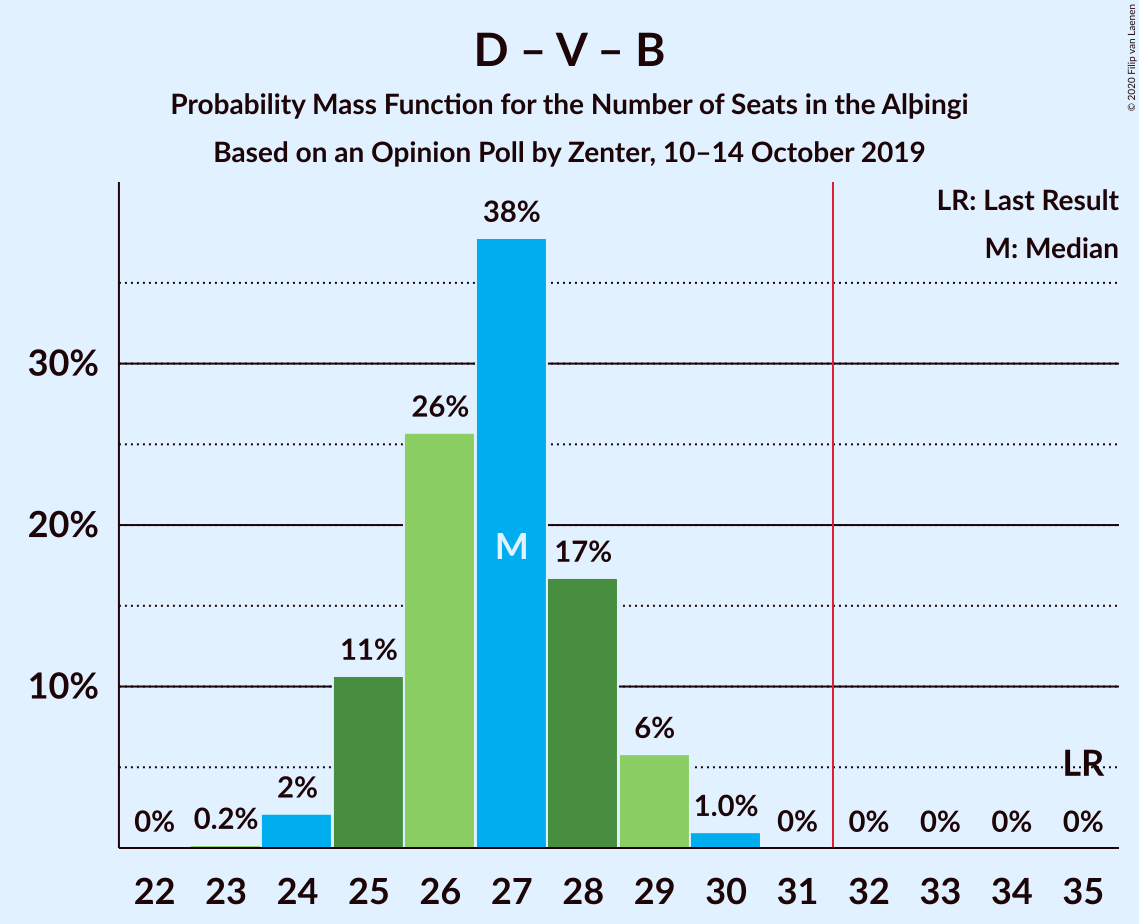 D – V – B
Probability Mass Function for the Number of Seats in the Alþingi
Based on an Opinion Poll by Zenter, 10–14 October 2019
© 2020 Filip van Laenen
LR: Last Result
M: Median
38%
30%
26%
20%
M
17%
11%
10%
6%
LR
2%
0%
0.2%
1.0%
0%
0%
0%
0%
0%
22 23 24 25 26 27 28 29 30 31 32 33 34 35